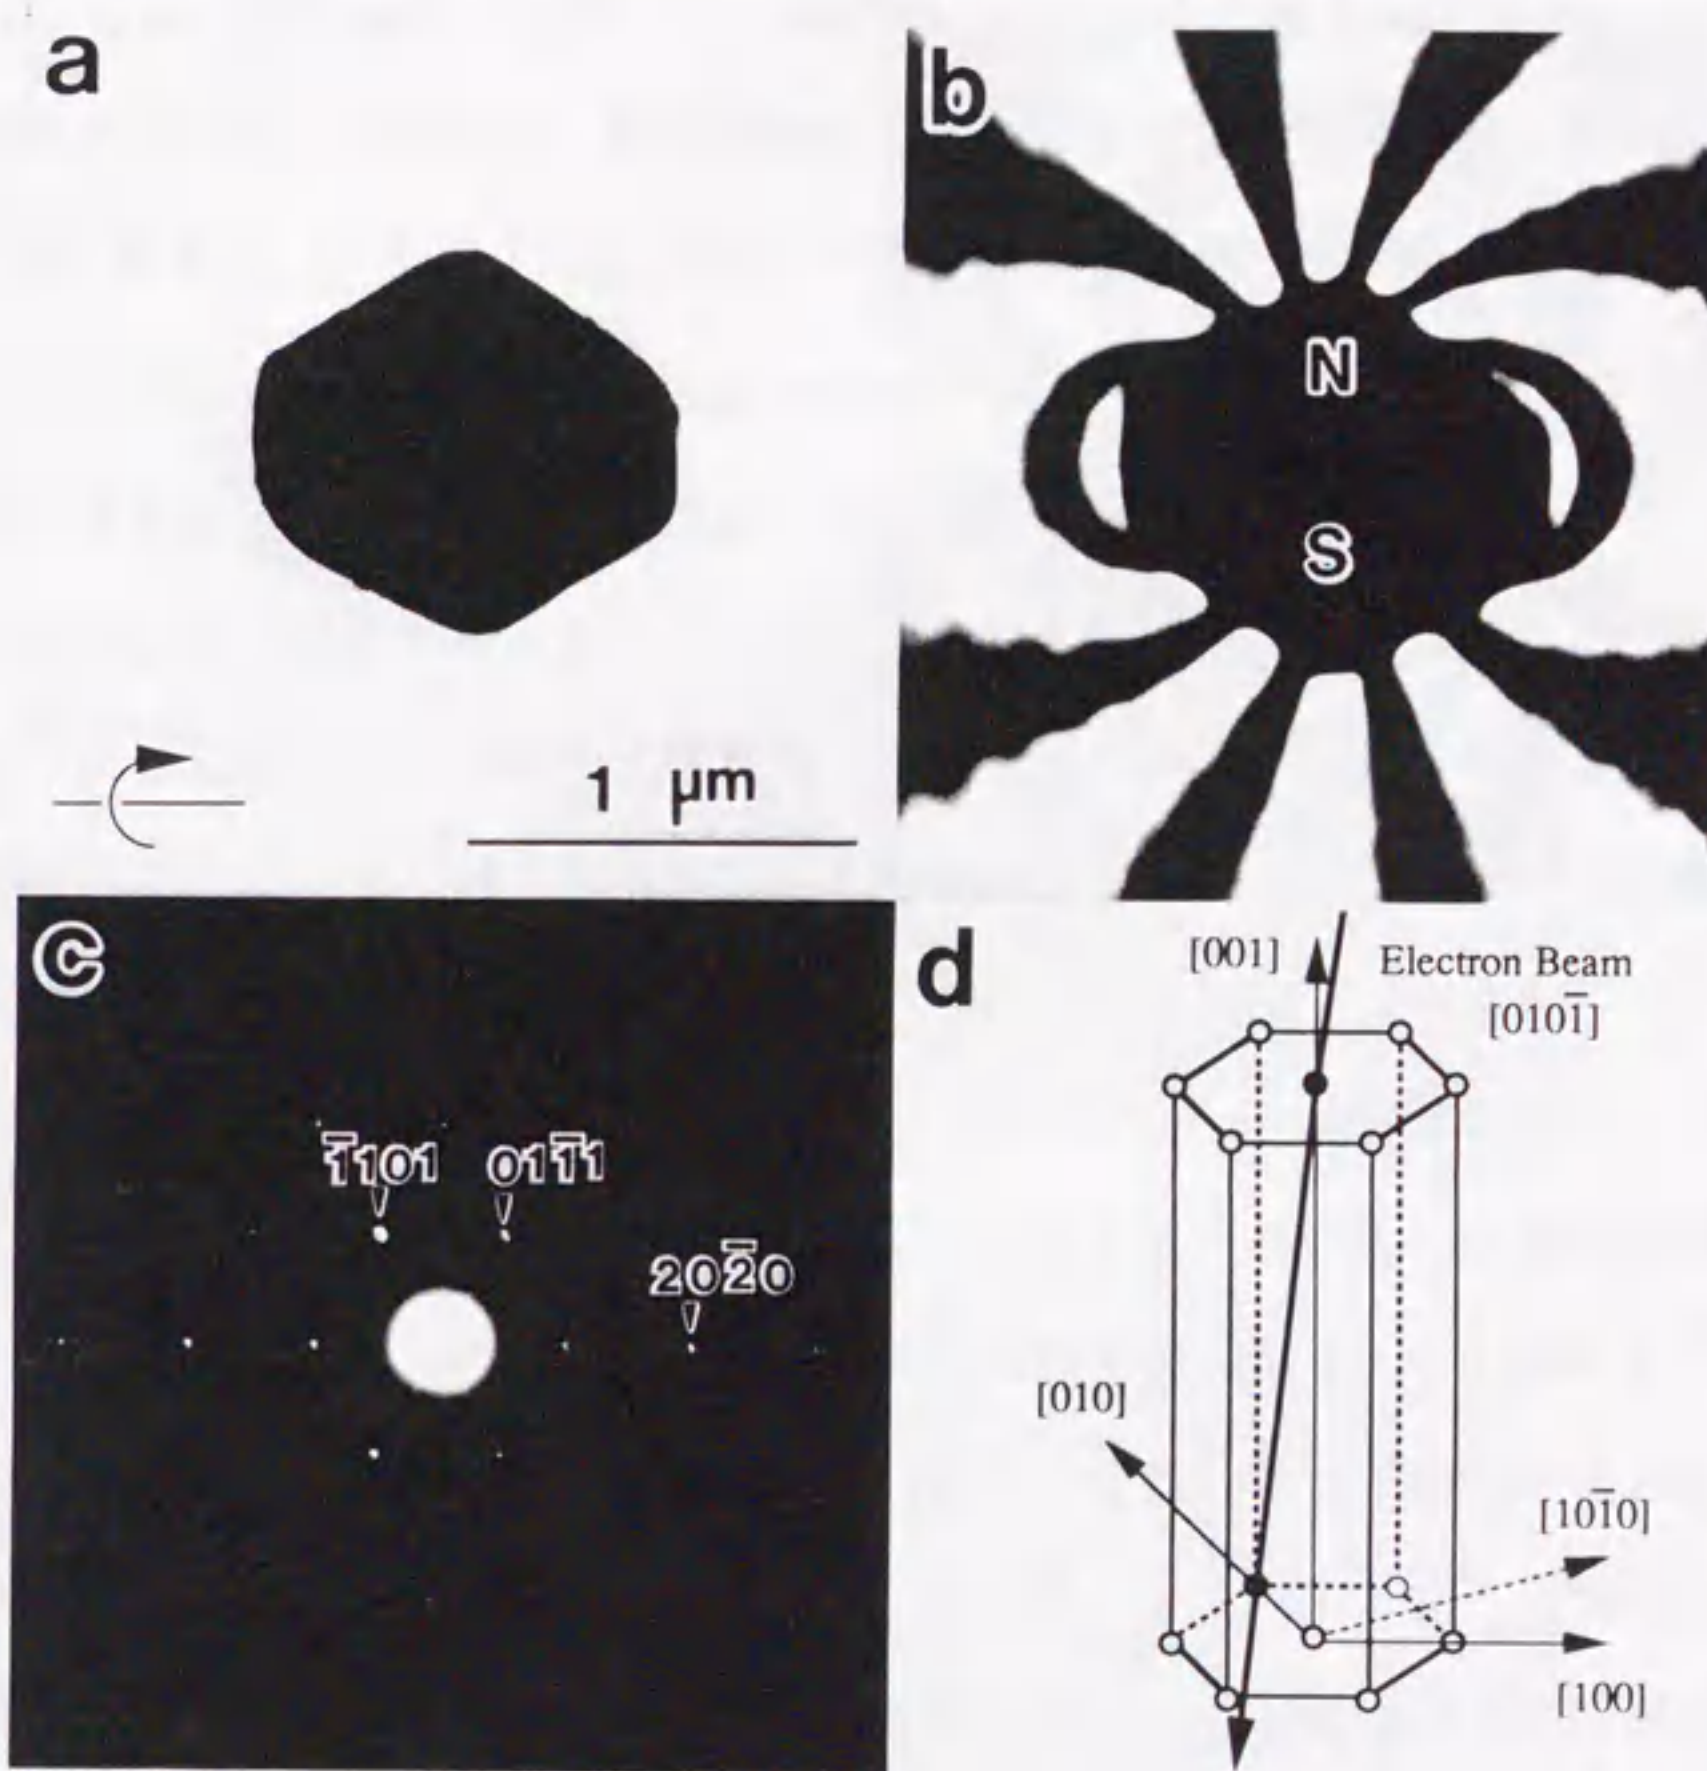 a
b
N
S
1 μm
c
1̅101 011̅1
202̅0
d
[001] Electron Beam
[0101̅]
[010]
[101̅0]
[100]